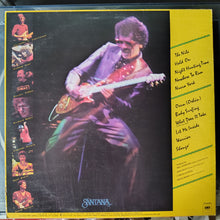 The Nile
Hold On
Night Hunting Time
Nowhere To Run
Nueva York
Oxun (Oshún)
Body Surfing
What Does It Take
Let Me Inside
Warrior
Shango
SANTANA